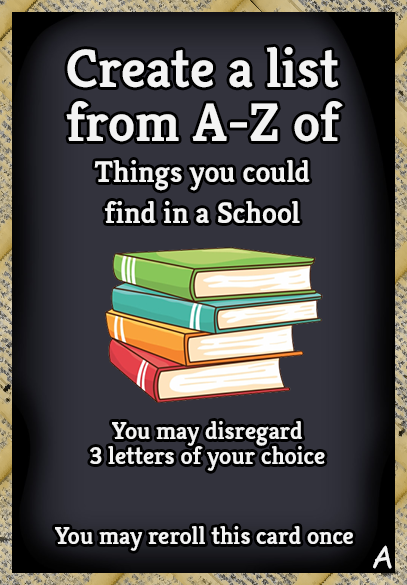 Create a list
from A-Z of
Things you could
find in a School
You may disregard
3 letters of your choice
You may reroll this card once
A